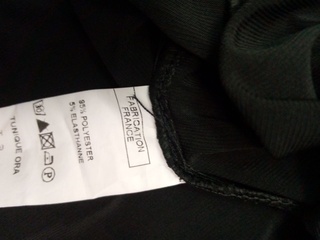 FABRICATION
FRANCE
95% POLYESTER
5% ELASTHANNE
P
TUNIQUE ORA